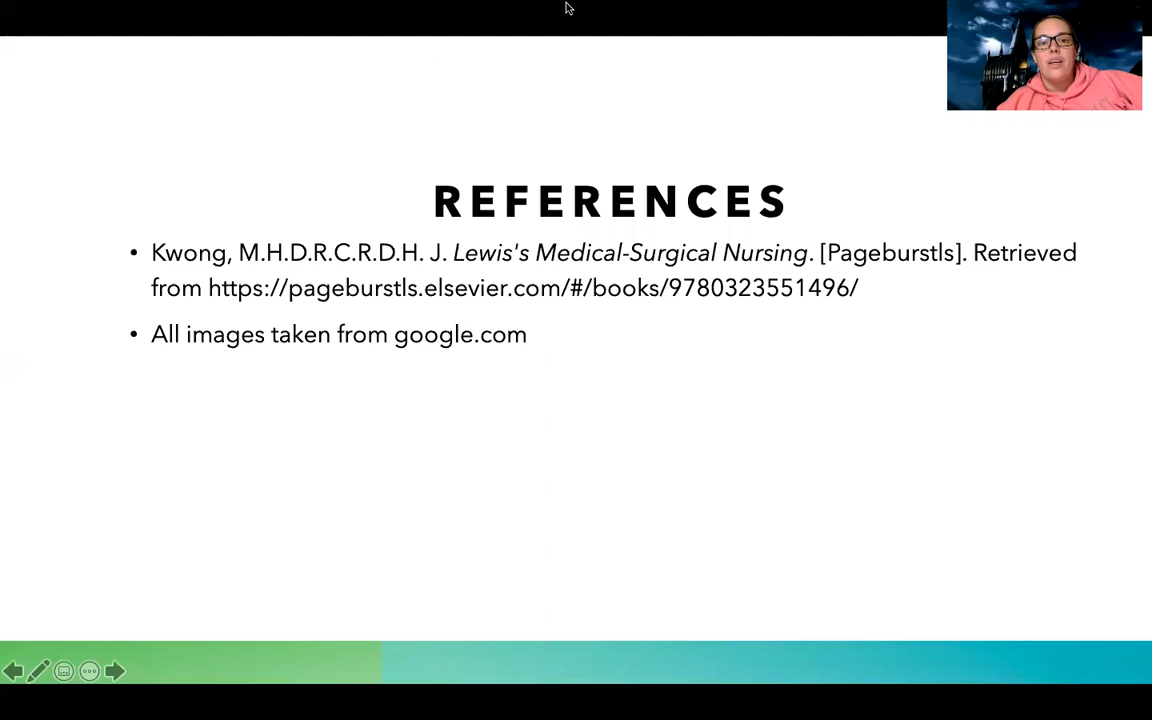 REFERENCES
• Kwong, M.H.D.R.C.R.D.H. J. Lewis's Medical-Surgical Nursing. [Pageburstls]. Retrieved
from https://pageburstls.elsevier.com/#/books/9780323551496/
• All images taken from google.com